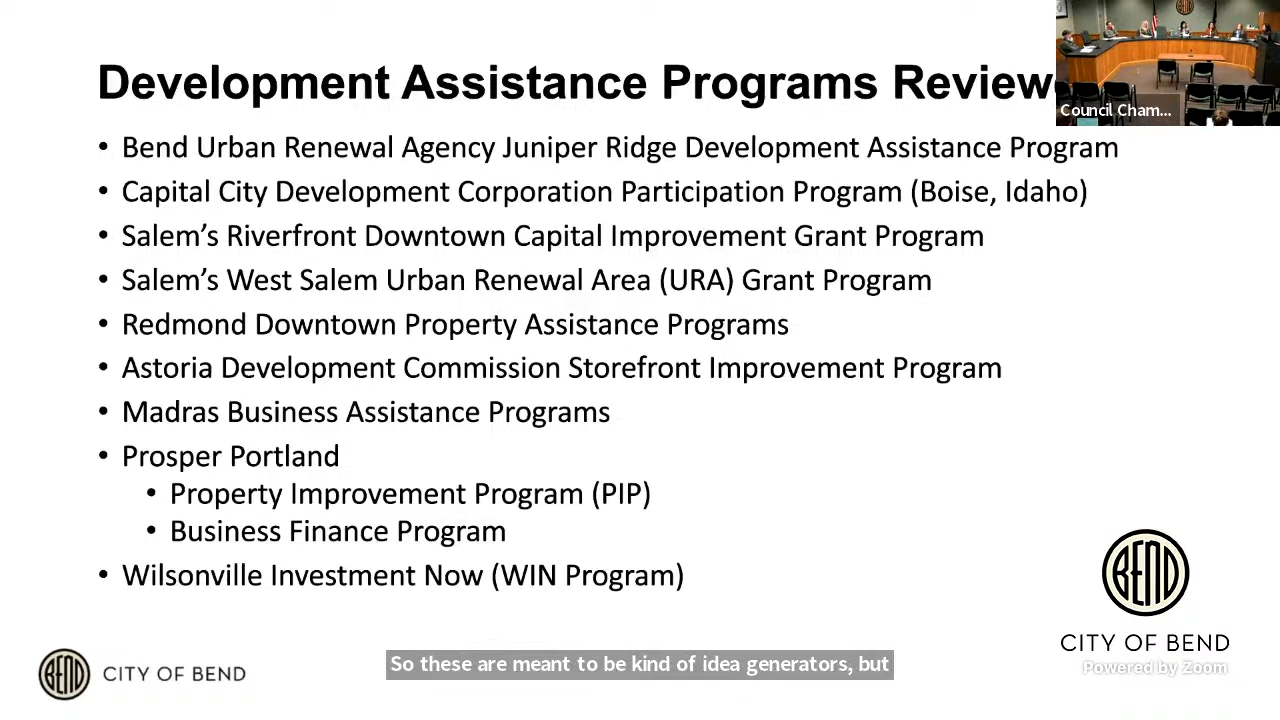 Development Assistance Programs Review
Council Cham...
• Bend Urban Renewal Agency Juniper Ridge Development Assistance Program
• Capital City Development Corporation Participation Program (Boise, Idaho)
• Salem’s Riverfront Downtown Capital Improvement Grant Program
• Salem’s West Salem Urban Renewal Area (URA) Grant Program
• Redmond Downtown Property Assistance Programs
• Astoria Development Commission Storefront Improvement Program
• Madras Business Assistance Programs
• Prosper Portland
• Property Improvement Program (PIP)
• Business Finance Program
• Wilsonville Investment Now (WIN Program)
BEND
CITY OF BEND
Powered by Zoom
So these are meant to be kind of idea generators, but
BEND
CITY OF BEND